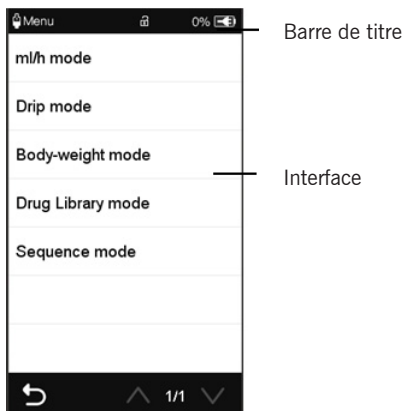 Menu 0%
Barre de titre
ml/h mode
Drip mode
Body-weight mode
Interface
Drug Library mode
Sequence mode
1/1